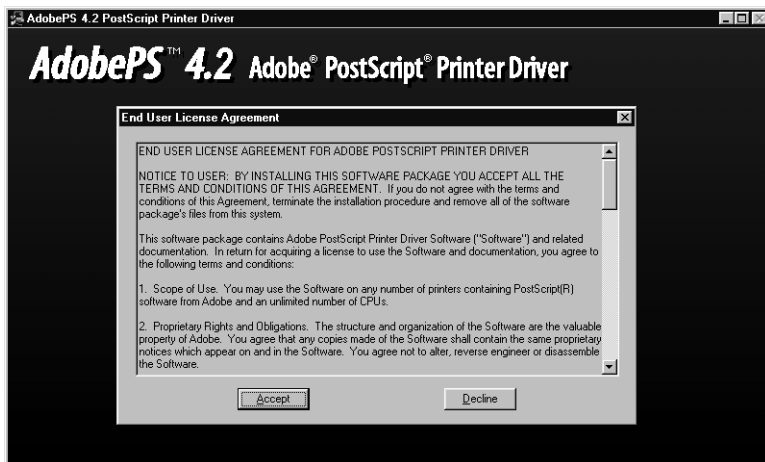 AdobePS 4.2 PostScript Printer Driver
AdobePS™ 4.2 Adobe® PostScript® Printer Driver
End User License Agreement
END USER LICENSE AGREEMENT FOR ADOBE POSTSCRIPT PRINTER DRIVER
NOTICE TO USER: BY INSTALLING THIS SOFTWARE PACKAGE YOU ACCEPT ALL THE
TERMS AND CONDITIONS OF THIS AGREEMENT. If you do not agree with the terms and
conditions of this Agreement, terminate the installation procedure and remove all of the software
package's files from this system.
This software package contains Adobe PostScript Printer Driver Software ("Software") and related
documentation. In return for acquiring a license to use the Software and documentation, you agree to
the following terms and conditions:
1. Scope of Use. You may use the Software on any number of printers containing PostScript(R)
software from Adobe and an unlimited number of CPUs.
2. Proprietary Rights and Obligations. The structure and organization of the Software are the valuable
property of Adobe. You agree that any copies made of the Software shall contain the same proprietary
notices which appear on and in the Software. You agree not to alter, reverse engineer or disassemble
the Software.
Accept
Decline